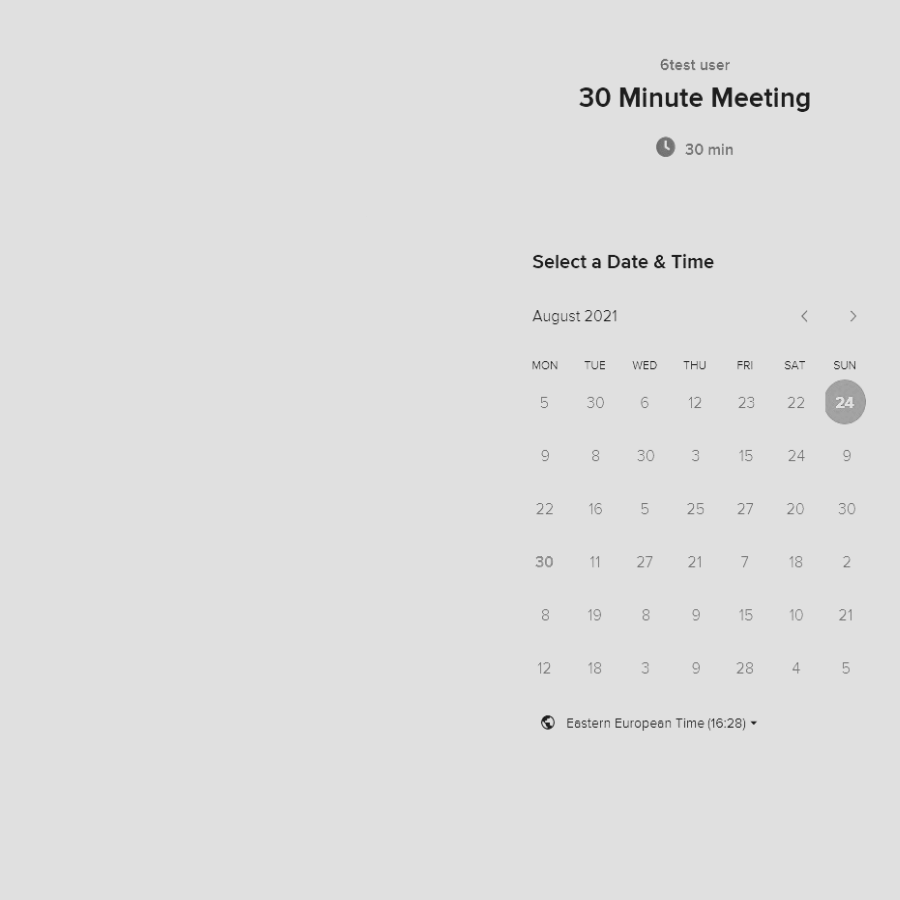 6test user
30 Minute Meeting
30 min
Select a Date & Time
August 2021
MON TUE WED THU FRI SAT SUN
5 30 6 12 23 22 24
9 8 30 3 15 24 9
22 16 5 25 27 20 30
30 11 27 21 7 18 2
8 19 8 9 15 10 21
12 18 3 9 28 4 5
Eastern European Time (16:28)